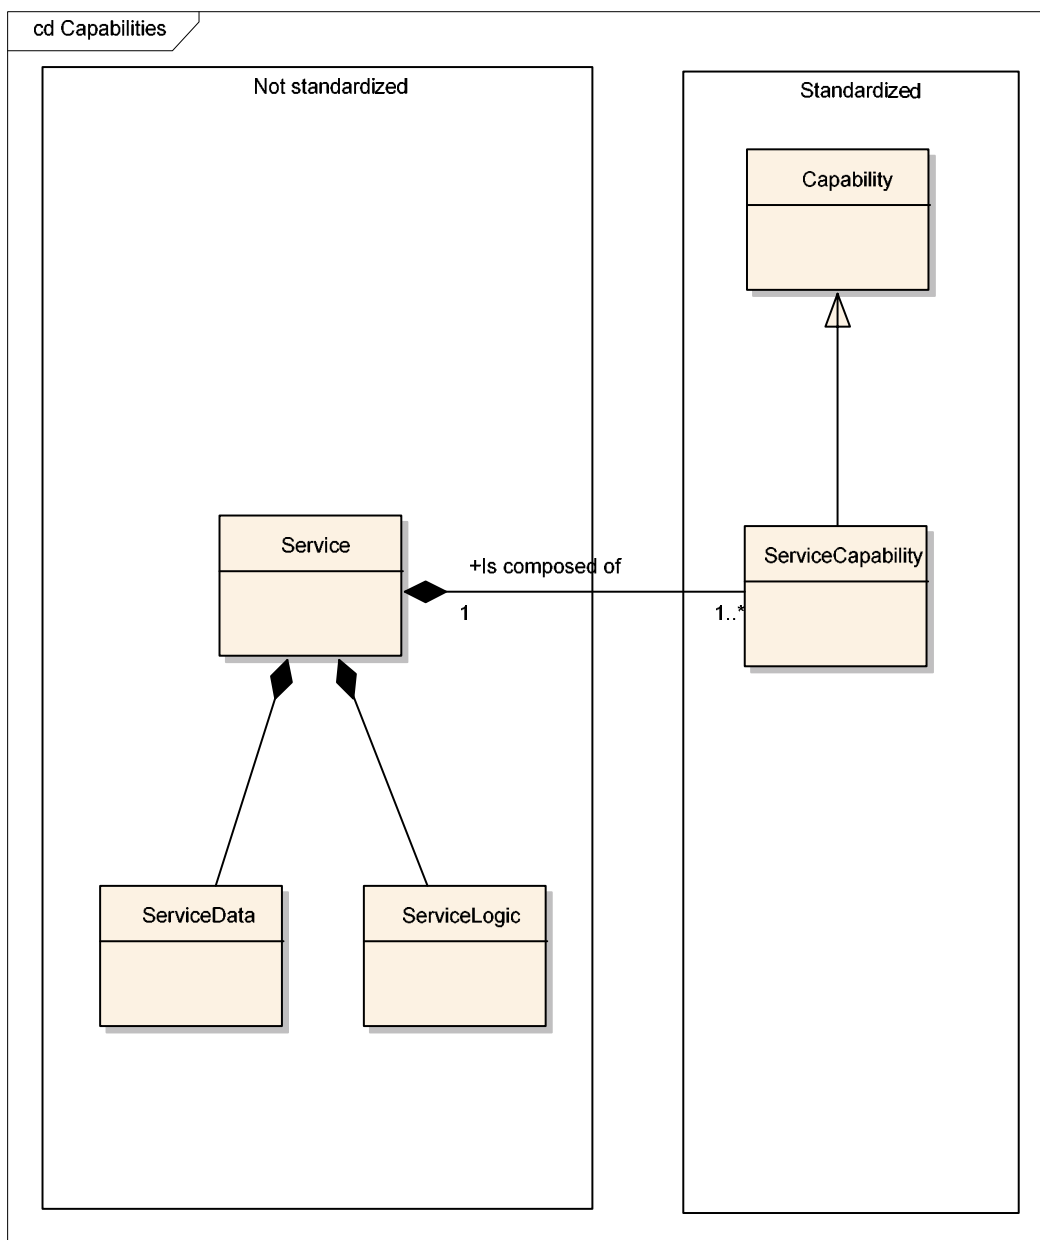 cd Capabilities
Not standardized
Standardized
Capability
Service
+Is composed of
ServiceCapability
1
1..*
ServiceData
ServiceLogic